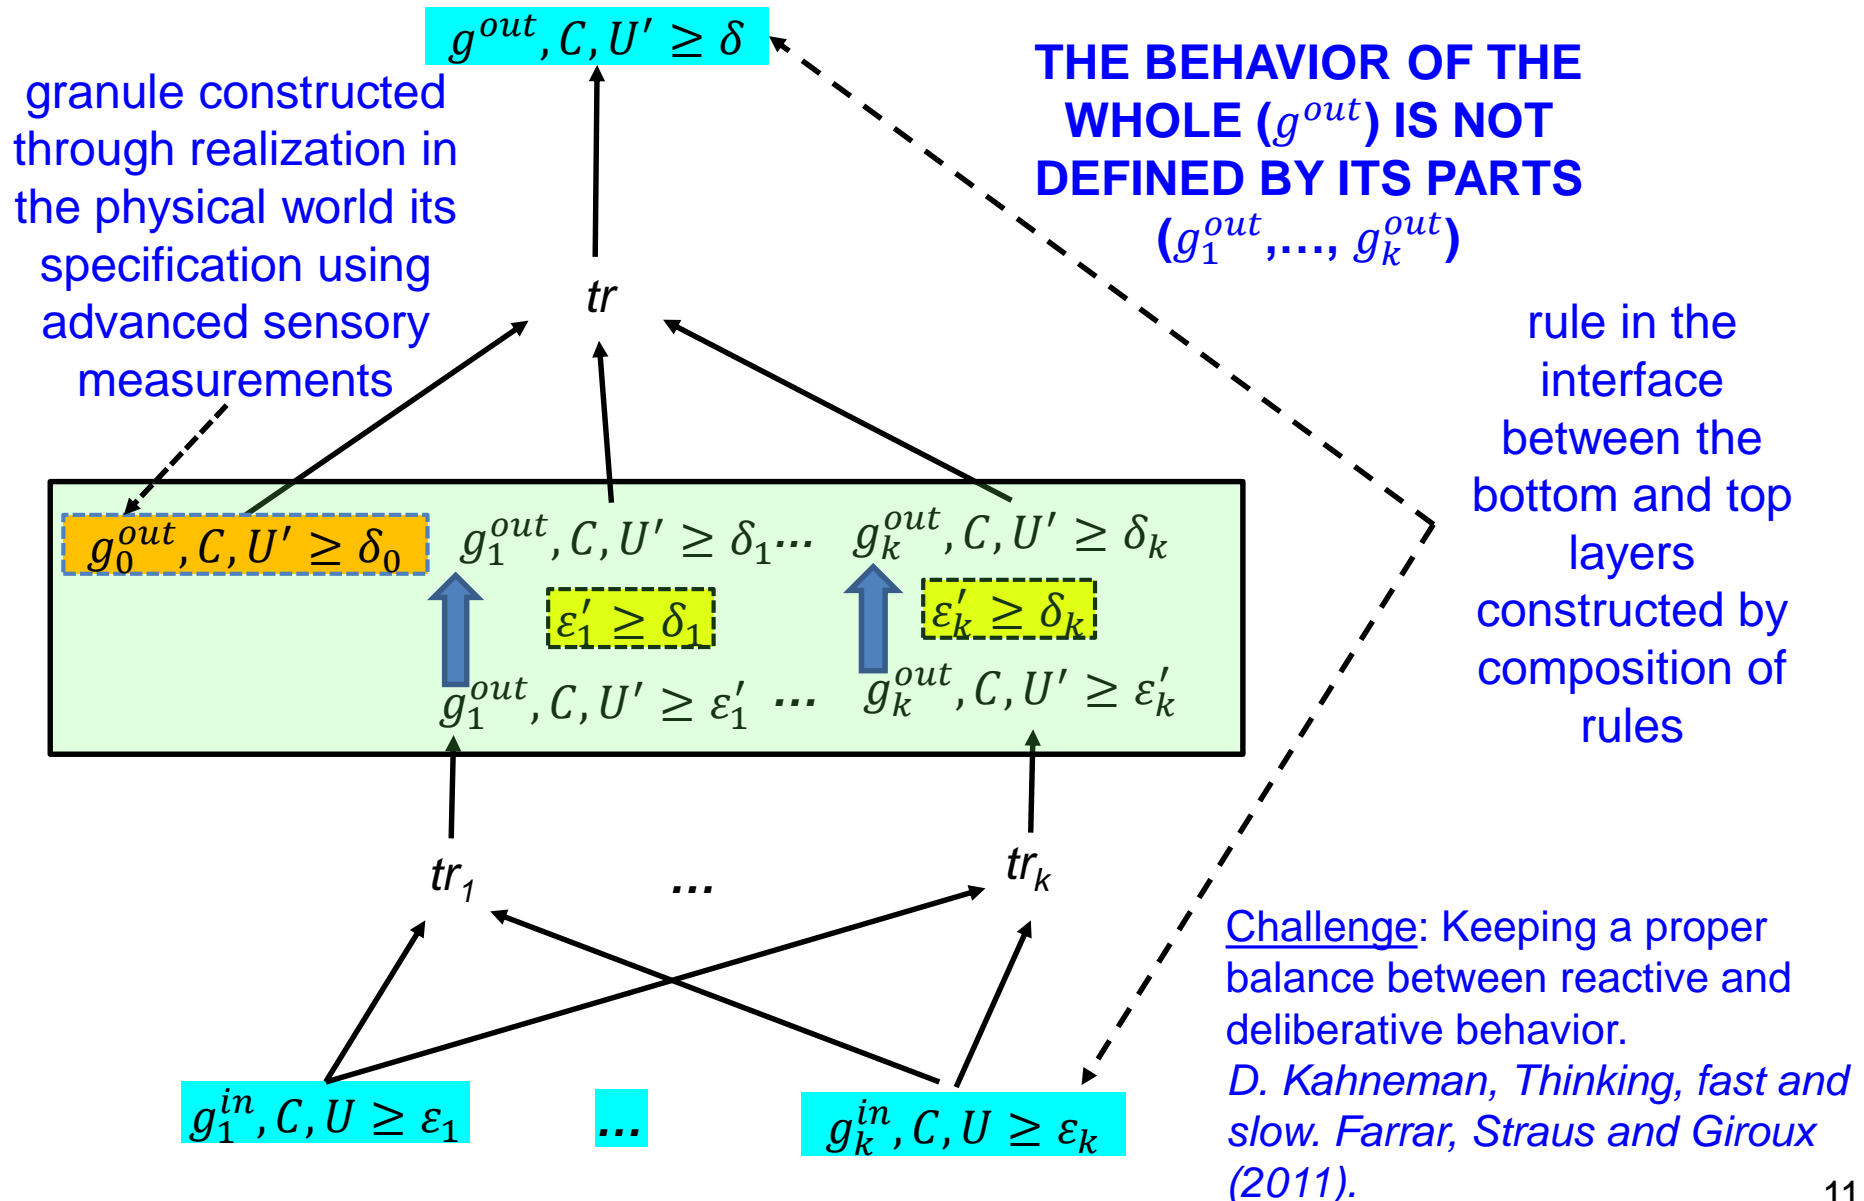 g^{out}, C, U′ ≥ δ
granule constructed
through realization in
the physical world its
specification using
advanced sensory
measurements
THE BEHAVIOR OF THE
WHOLE (g^{out}) IS NOT
DEFINED BY ITS PARTS
(g_1^{out},…, g_k^{out})
tr
rule in the
interface
between the
bottom and top
layers
constructed by
composition of
rules
g_0^{out}, C, U′ ≥ δ_0 g_1^{out}, C, U′ ≥ δ_1 ... g_k^{out}, C, U′ ≥ δ_k
ε′_1 ≥ δ_1 ε′_k ≥ δ_k
g_1^{out}, C, U′ ≥ ε′_1 ... g_k^{out}, C, U′ ≥ ε′_k
tr_1 ... tr_k
Challenge: Keeping a proper
balance between reactive and
deliberative behavior.
D. Kahneman, Thinking, fast and
slow. Farrar, Straus and Giroux
(2011).
g_1^{in}, C, U ≥ ε_1 ... g_k^{in}, C, U ≥ ε_k
11